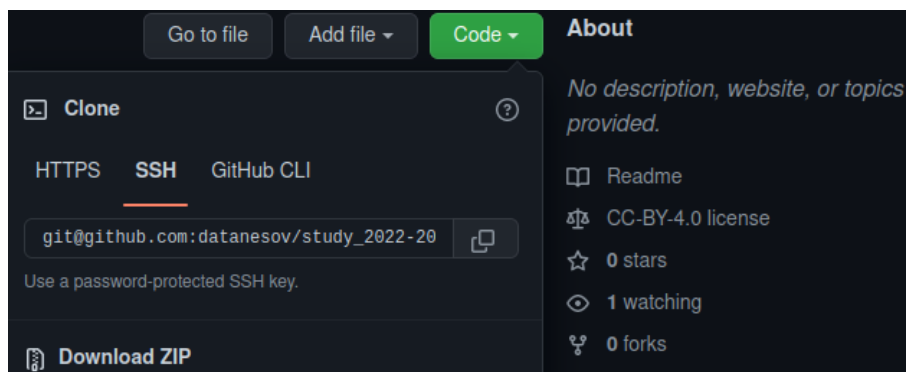 Go to file Add file Code
Clone
HTTPS SSH GitHub CLI
git@github.com:datanesov/study_2022-20
Use a password-protected SSH key.
Download ZIP
About
No description, website, or topics
provided.
Readme
CC-BY-4.0 license
0 stars
1 watching
0 forks